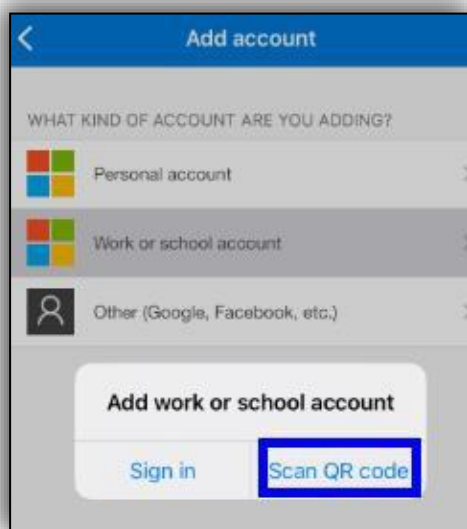 Add account
WHAT KIND OF ACCOUNT ARE YOU ADDING?
Personal account
Work or school account
Other (Google, Facebook, etc.)
Add work or school account
Sign in Scan QR code